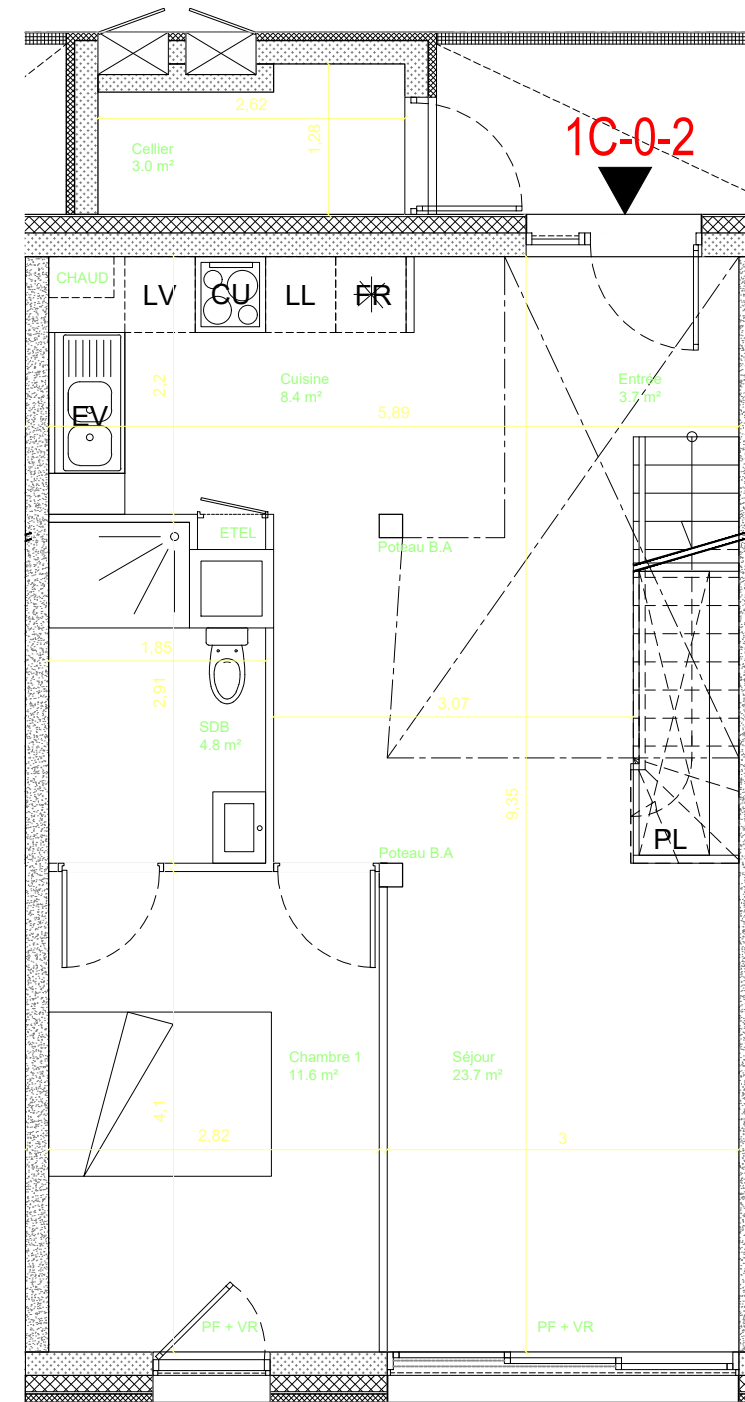 2,62
1.28
Cellier
3.0 m²
1C-0-2
CHAUD
LV
CU
LL
FR
2,2
Cuisine
8.4 m²
Entrée
3.7 m²
EV
5,89
ETEL
Poteau B.A
1,85
2,91
3,07
SDB
4.8 m²
9,35
PL
Poteau B.A
Chambre 1
11.6 m²
Séjour
23.7 m²
4,1
2,82
3
PF + VR
PF + VR